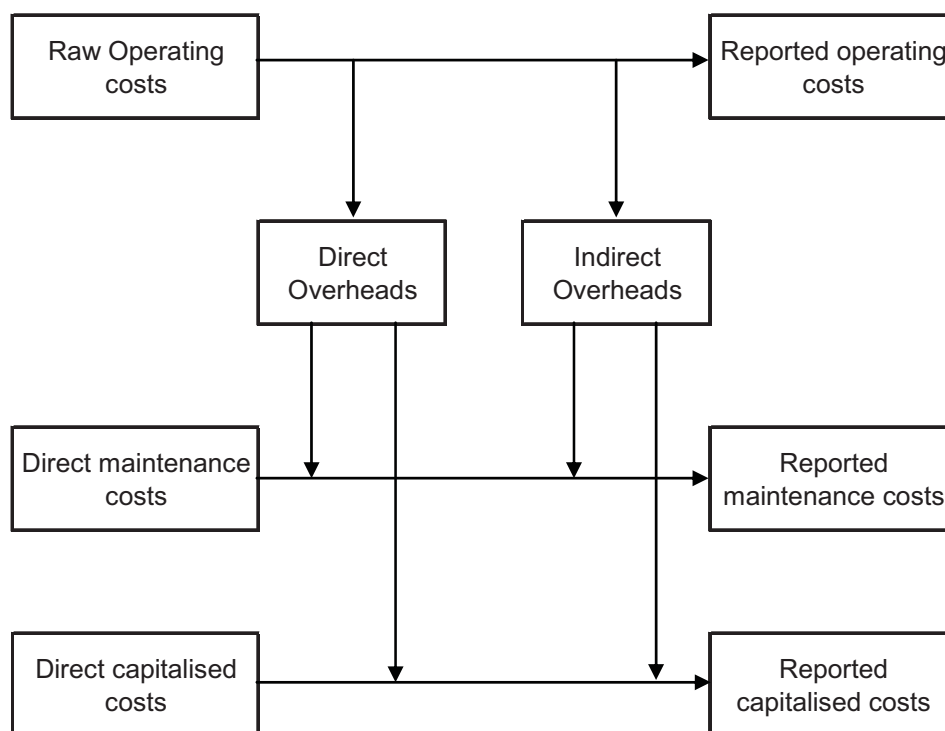 Raw Operating
costs
Reported operating
costs
Direct
Overheads
Indirect
Overheads
Direct maintenance
costs
Reported
maintenance costs
Direct capitalised
costs
Reported
capitalised costs